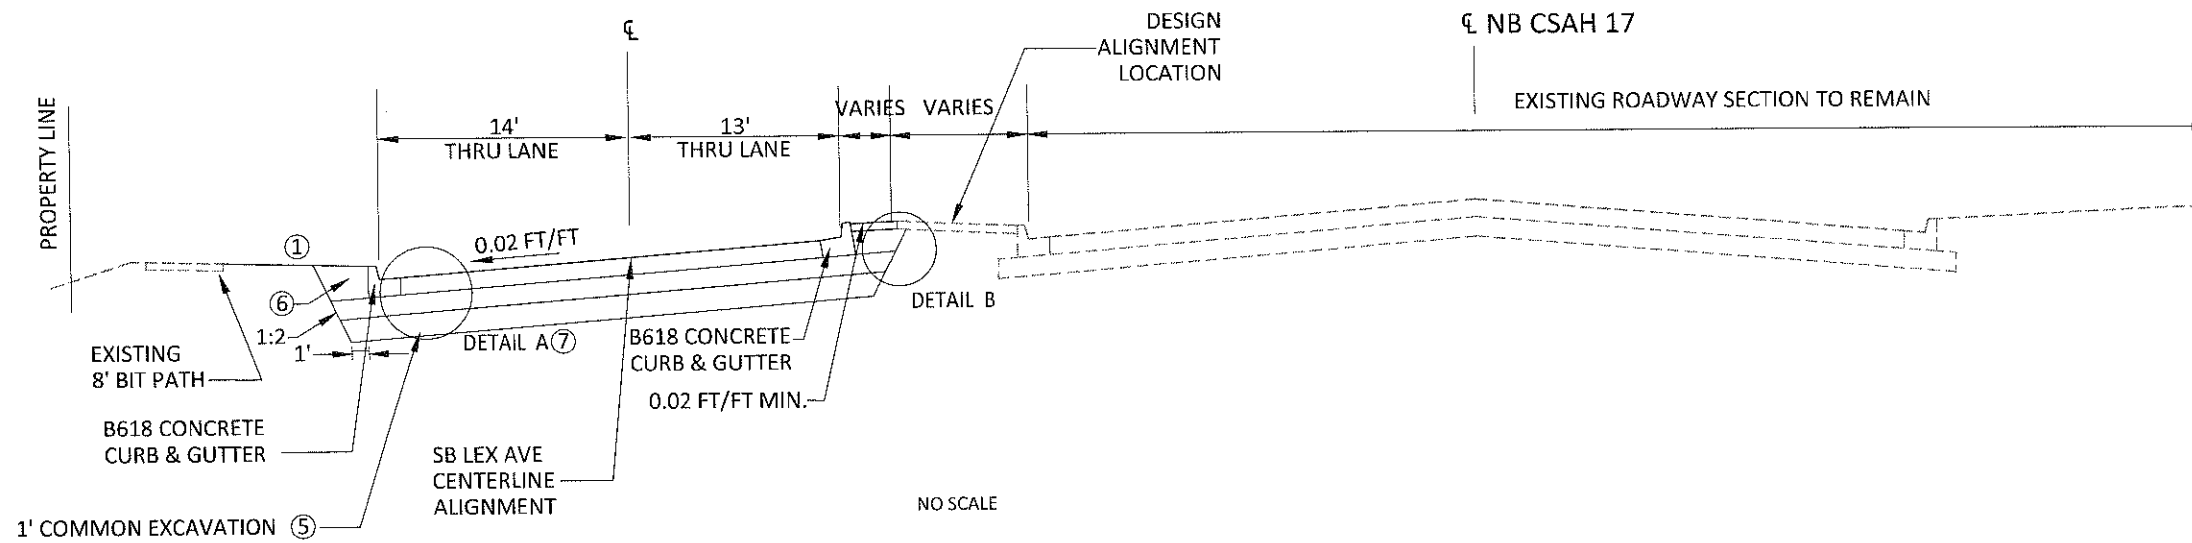 ℄
DESIGN
ALIGNMENT
LOCATION
℄ NB CSAH 17
PROPERTY LINE
14'
THRU LANE
13'
THRU LANE
VARIES
VARIES
EXISTING ROADWAY SECTION TO REMAIN
①
0.02 FT/FT
⑥
1:2
1'
DETAIL A ⑦
DETAIL B
EXISTING
8' BIT PATH
B618 CONCRETE
CURB & GUTTER
0.02 FT/FT MIN.
B618 CONCRETE
CURB & GUTTER
SB LEX AVE
CENTERLINE
ALIGNMENT
NO SCALE
1' COMMON EXCAVATION ⑤